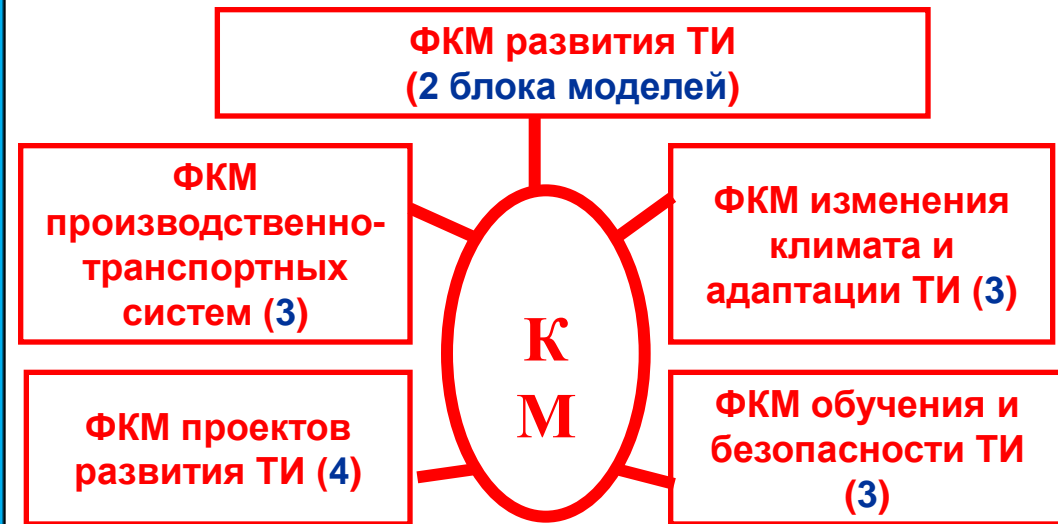 ФКМ развития ТИ
(2 блока моделей)
ФКМ
производственно-
транспортных
систем (3)
ФКМ изменения
климата и
адаптации ТИ (3)
К
М
ФКМ проектов
развития ТИ (4)
ФКМ обучения и
безопасности ТИ
(3)